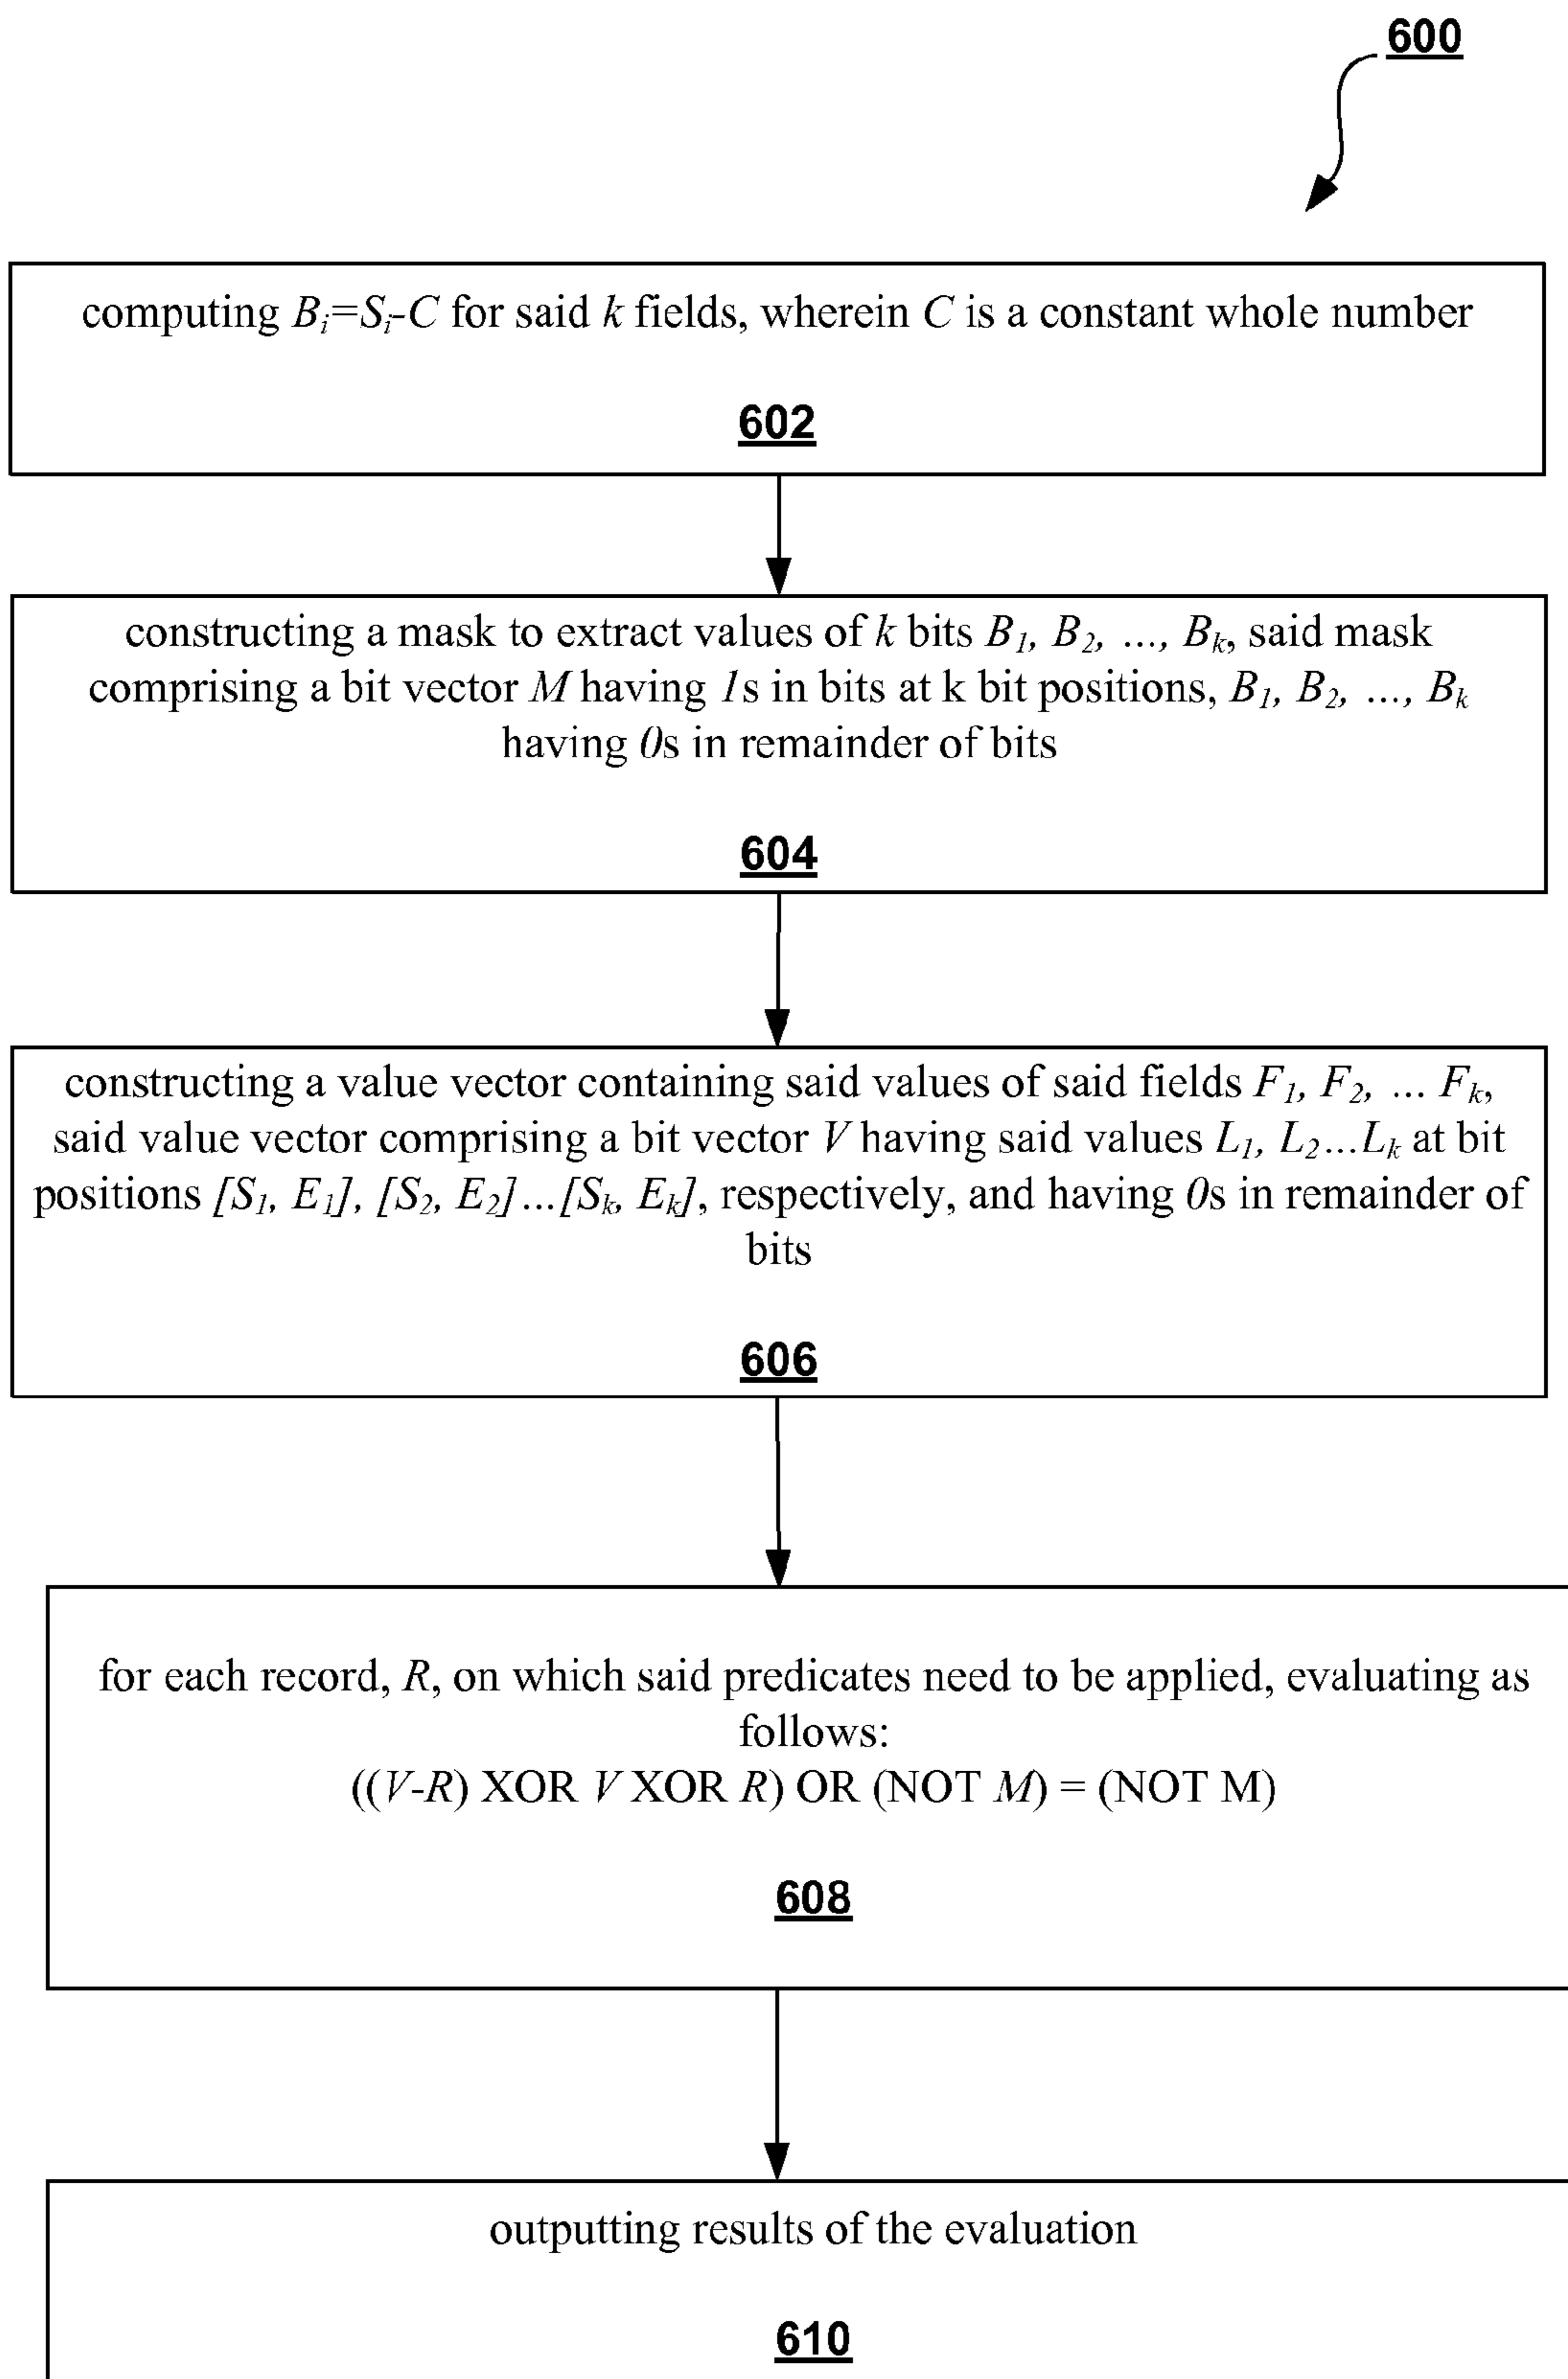 600
computing Bi=Si-C for said k fields, wherein C is a constant whole number
602
constructing a mask to extract values of k bits B1, B2, ..., Bk, said mask
comprising a bit vector M having 1s in bits at k bit positions, B1, B2, ..., Bk
having 0s in remainder of bits
604
constructing a value vector containing said values of said fields F1, F2, ... Fk,
said value vector comprising a bit vector V having said values L1, L2...Lk at bit
positions [S1, E1], [S2, E2]...[Sk, Ek], respectively, and having 0s in remainder of
bits
606
for each record, R, on which said predicates need to be applied, evaluating as
follows:
((V-R) XOR V XOR R) OR (NOT M) = (NOT M)
608
outputting results of the evaluation
610